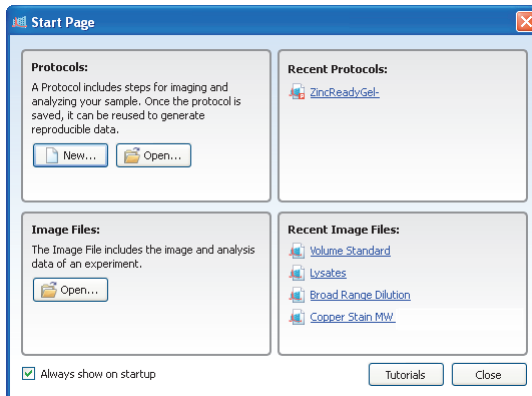 Start Page
Protocols:
A Protocol includes steps for imaging and
analyzing your sample. Once the protocol is
saved, it can be reused to generate
reproducible data.
New...
Open...
Recent Protocols:
ZincReadyGel-
Image Files:
The Image File includes the image and analysis
data of an experiment.
Open...
Recent Image Files:
Volume Standard
Lysates
Broad Range Dilution
Copper Stain MW
Always show on startup
Tutorials
Close